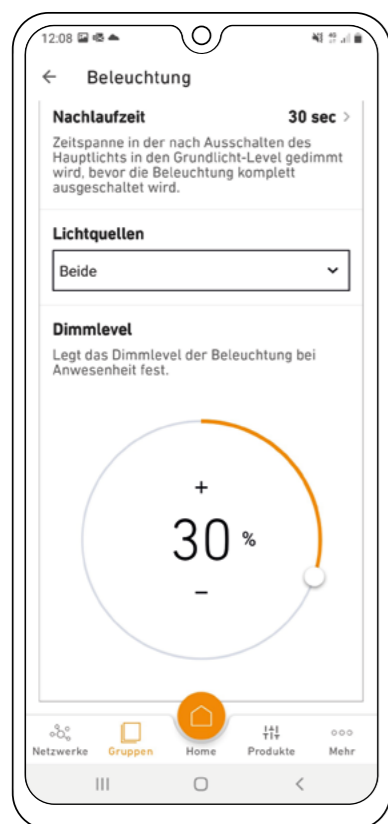 12:08
Beleuchtung
Nachlaufzeit 30 sec >
Zeitspanne in der nach Ausschalten des
Hauptlichts in den Grundlicht-Level gedimmt
wird, bevor die Beleuchtung komplett
ausgeschaltet wird.
Lichtquellen
Beide
Dimmlevel
Legt das Dimmlevel der Beleuchtung bei
Anwesenheit fest.
+
30 %
−
Netzwerke Gruppen Home Produkte Mehr